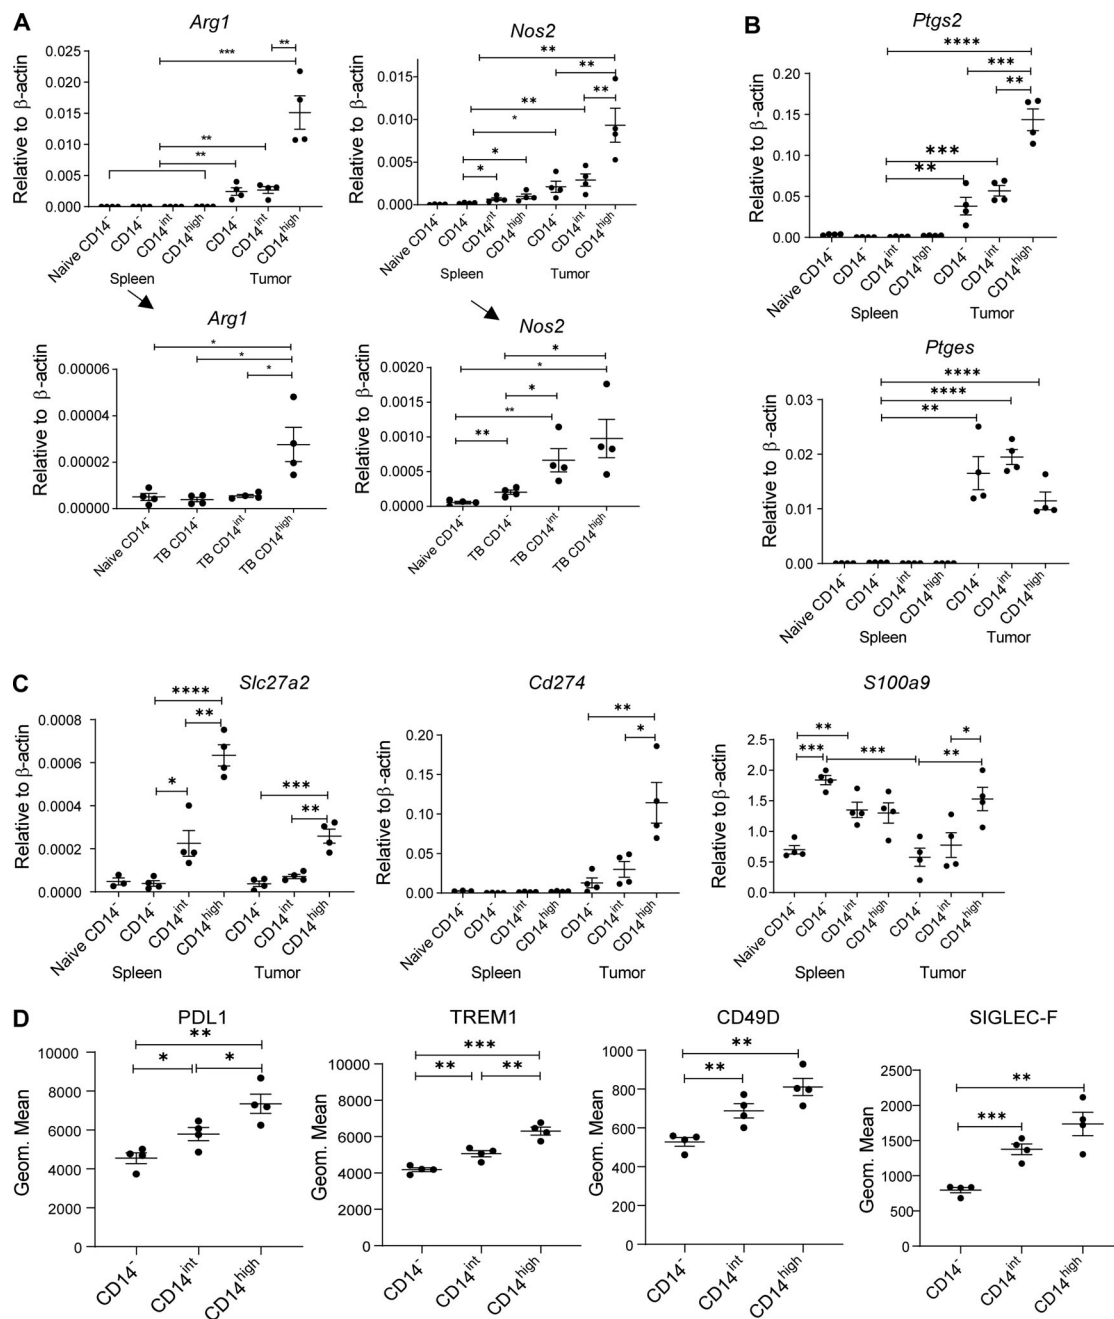 A
Arg1
Relative to β-actin
0.025
0.020
0.015
0.010
0.005
0.000
***
**
**
**
Naive CD14-
CD14-
CD14int
CD14high
CD14-
CD14int
CD14high
Spleen
Tumor
Nos2
Relative to β-actin
0.015
0.010
0.005
0.000
**
**
**
**
*
*
*
Naive CD14-
CD14-
CD14int
CD14high
CD14-
CD14int
CD14high
Spleen
Tumor
Arg1
Relative to β-actin
0.00006
0.00004
0.00002
0.00000
*
*
*
Naive CD14-
TB CD14-
TB CD14int
TB CD14high
Nos2
Relative to β-actin
0.0020
0.0015
0.0010
0.0005
0.0000
*
*
*
**
**
Naive CD14-
TB CD14-
TB CD14int
TB CD14high
B
Ptgs2
Relative to β-actin
0.20
0.15
0.10
0.05
0.00
****
***
**
***
**
Naive CD14-
CD14-
CD14int
CD14hgh
CD14-
CD14int
CD14high
Spleen
Tumor
Ptges
Relative to β-actin
0.03
0.02
0.01
0.00
****
****
**
Naive CD14-
CD14-
CD14int
CD14high
CD14-
CD14int
CD14high
Spleen
Tumor
C
Slc27a2
Relative to β-actin
0.0008
0.0006
0.0004
0.0002
0.0000
****
**
*
***
**
Naive CD14-
CD14-
CD14int
CD14high
CD14-
CD14int
CD14high
Spleen
Tumor
Cd274
Relative to β-actin
0.20
0.15
0.10
0.05
0.00
**
*
Naive CD14-
CD14-
CD14int
CD14high
CD14-
CD14int
CD14high
Spleen
Tumor
S100a9
Relative to β-actin
2.5
2.0
1.5
1.0
0.5
0.0
**
***
***
*
**
Naive CD14-
CD14-
CD14int
CD14high
CD14-
CD14int
CD14high
Spleen
Tumor
D
PDL1
Geom. Mean
10000
8000
6000
4000
2000
0
**
*
*
CD14-
CD14int
CD14high
TREM1
Geom. Mean
10000
8000
6000
4000
2000
0
***
**
**
CD14-
CD14int
CD14high
CD49D
Geom. Mean
1000
800
600
400
200
0
**
**
CD14-
CD14int
CD14high
SIGLEC-F
Geom. Mean
2500
2000
1500
1000
500
0
**
***
CD14-
CD14int
CD14high